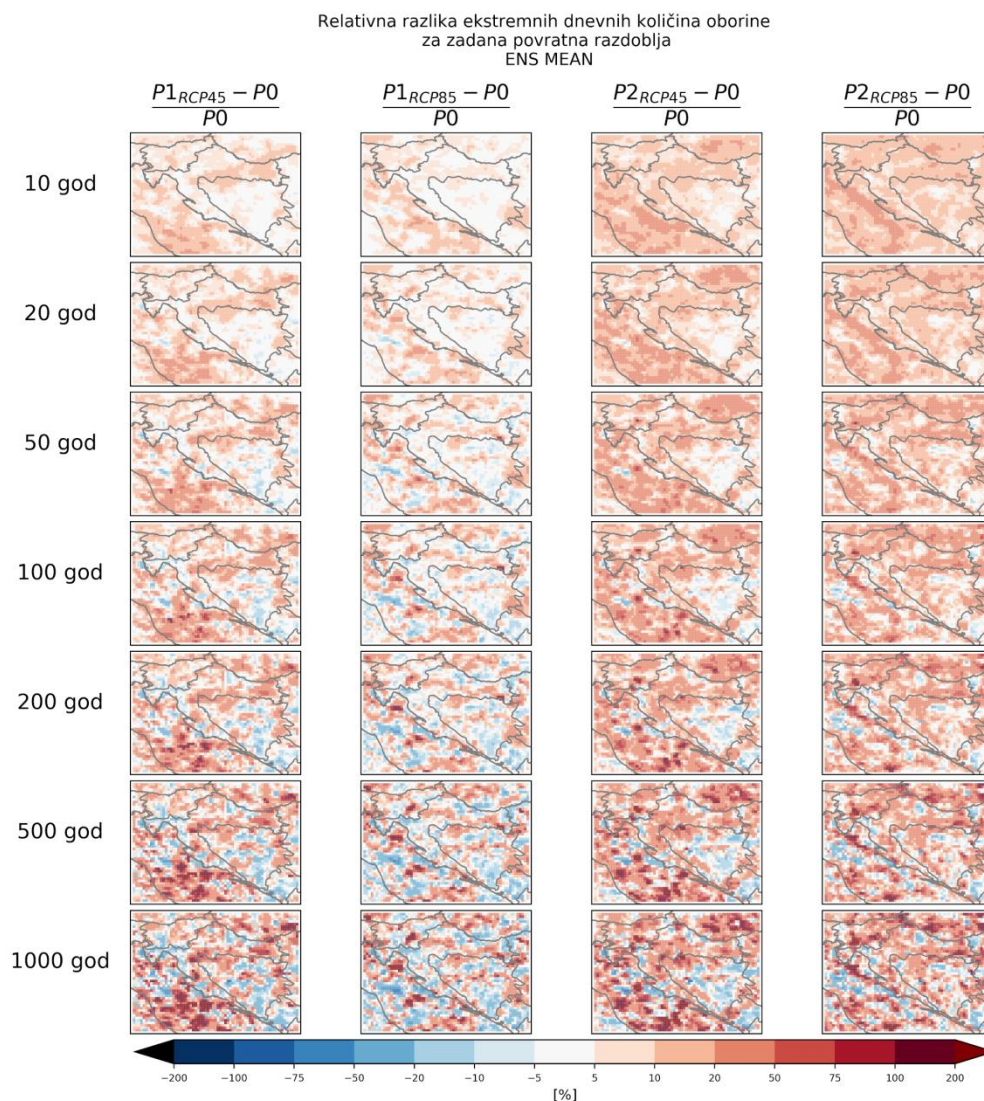 Relativna razlika ekstremnih dnevnih količina oborine
za zadana povratna razdoblja
ENS MEAN
P1RCP45 − P0
P0
P1RCP85 − P0
P0
P2RCP45 − P0
P0
P2RCP85 − P0
P0
10 god
20 god
50 god
100 god
200 god
500 god
1000 god
−200 −100 −75 −50 −20 −10 −5 5 10 20 50 75 100 200
[%]